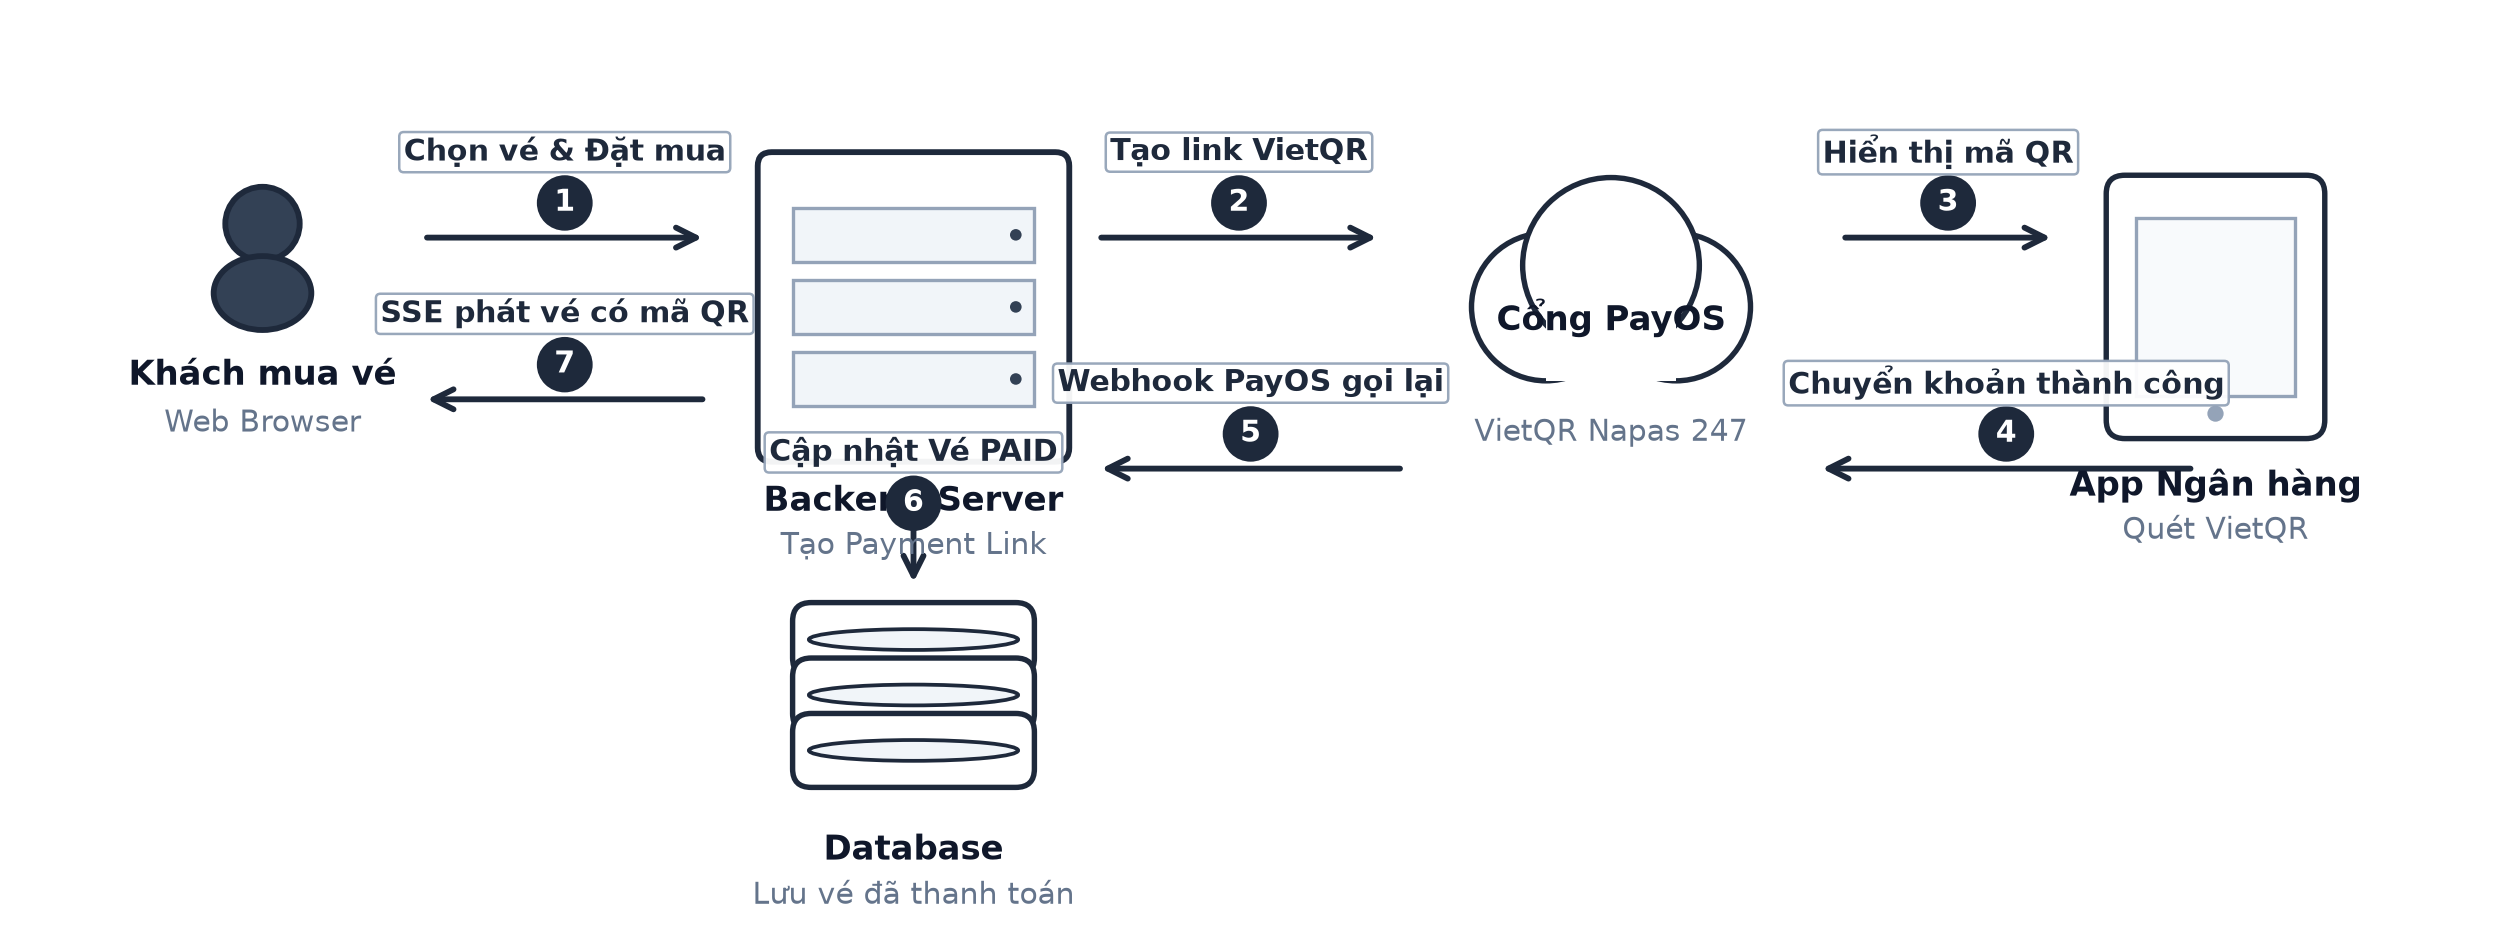 Chọn vé & Đặt mua
1
Tạo link VietQR
2
Hiển thị mã QR
3
SSE phát vé có mã QR
7
Cổng PayOS
Khách mua vé
Web Browser
Webhook PayOS gọi lại
5
VietQR Napas 247
Chuyển khoản thành công
4
Cập nhật Vé PAID
6
Backend Server
Tạo Payment Link
App Ngân hàng
Quét VietQR
Database
Lưu vé đã thanh toán